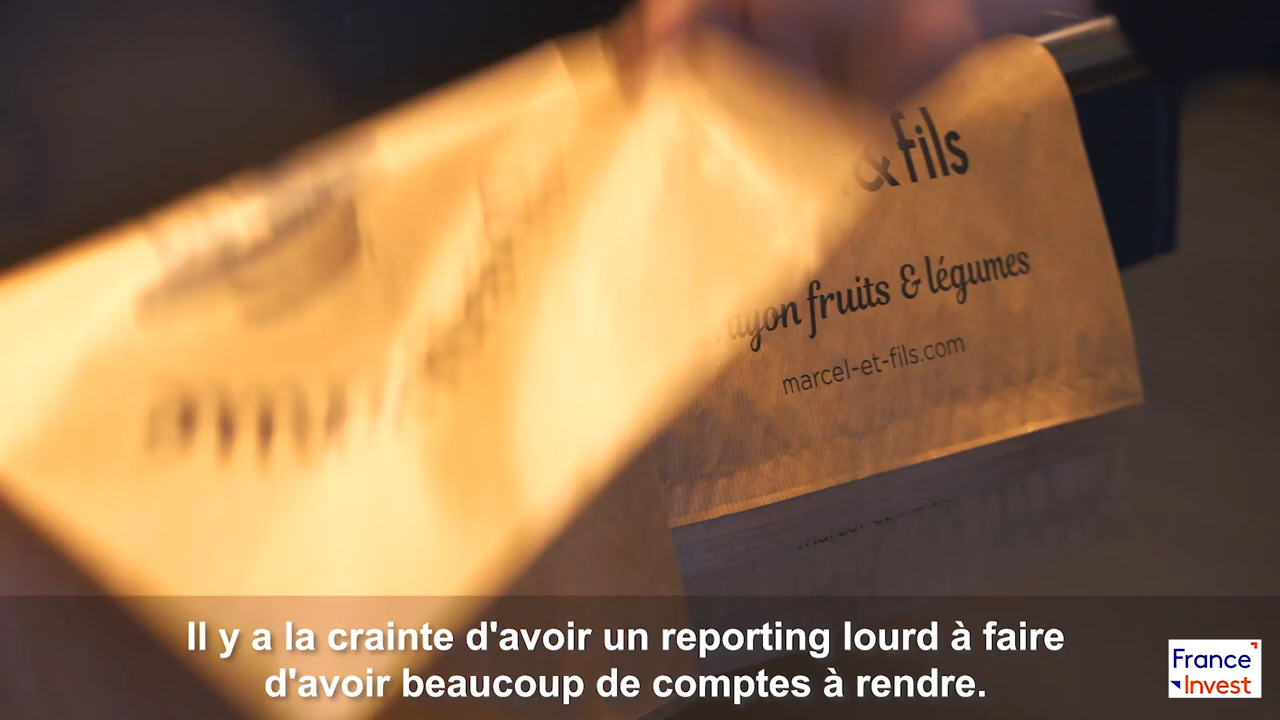 & fils
fruits & légumes
marcel-et-fils.com
Il y a la crainte d'avoir un reporting lourd à faire
d'avoir beaucoup de comptes à rendre.
France
Invest